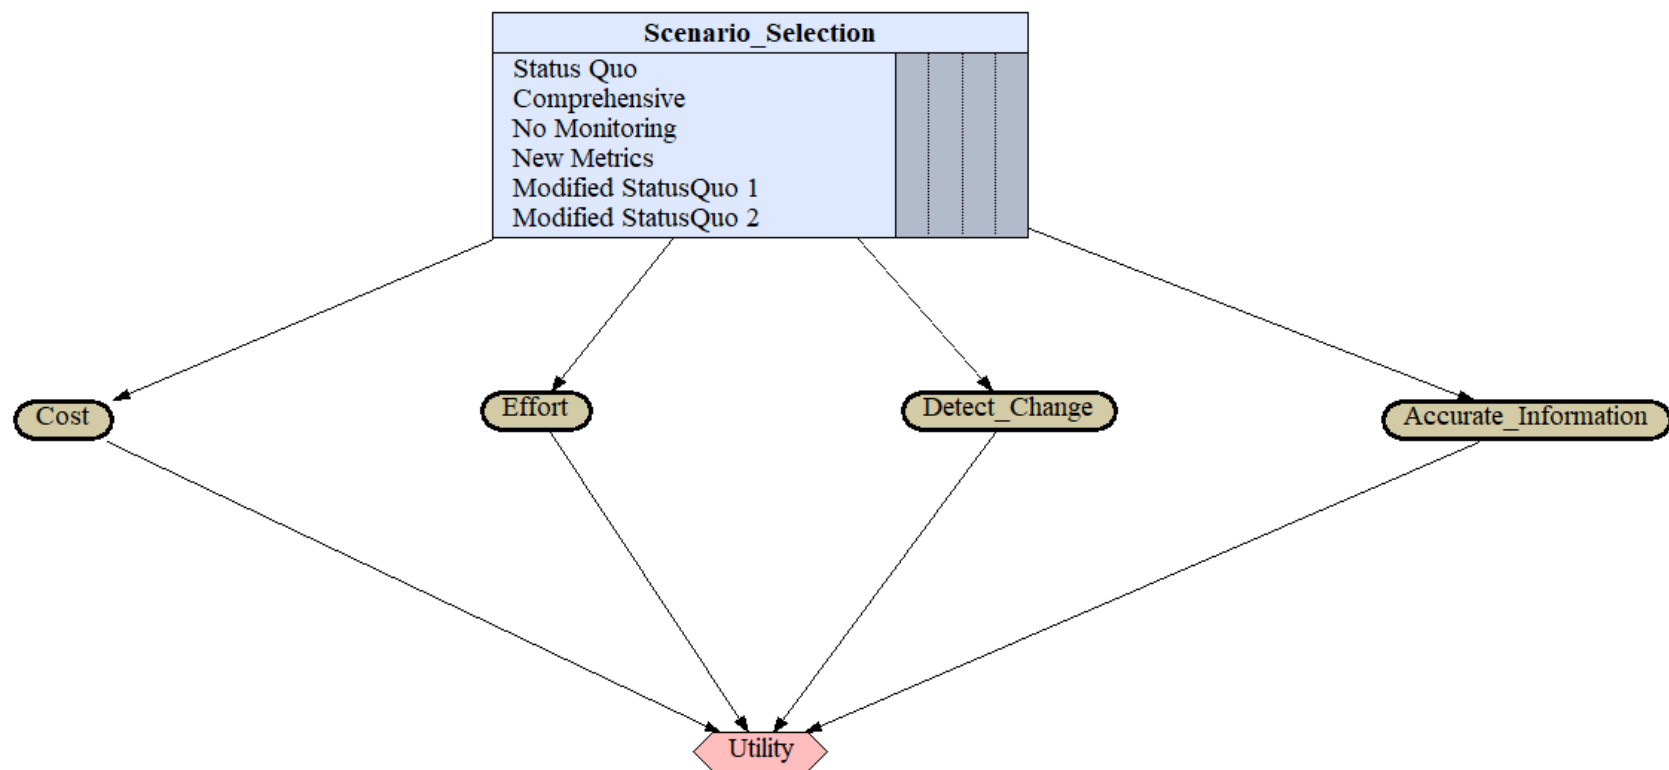 Scenario_Selection
Status Quo
Comprehensive
No Monitoring
New Metrics
Modified StatusQuo 1
Modified StatusQuo 2
Cost
Effort
Detect_Change
Accurate_Information
Utility